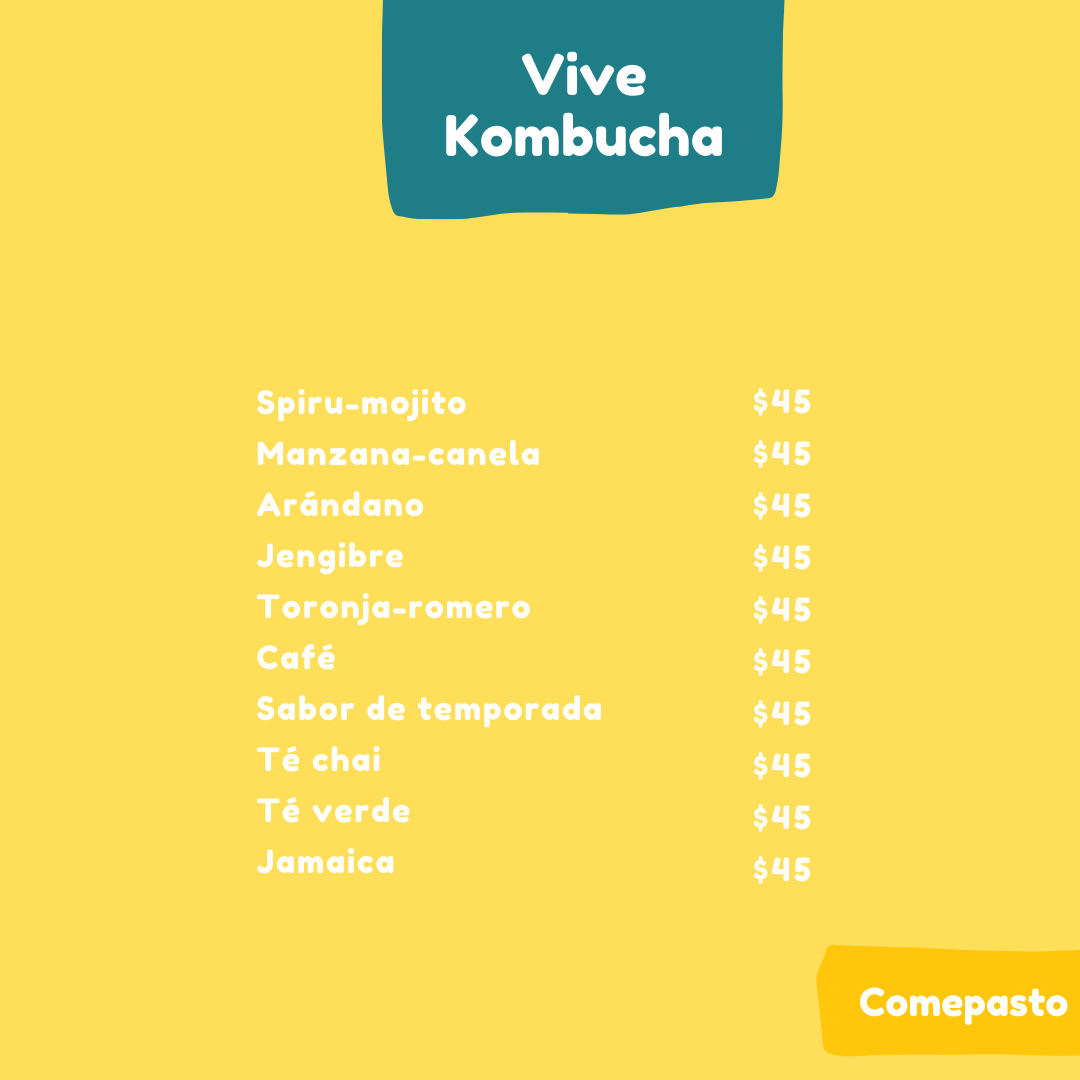 Vive
Kombucha
Spiru-mojito $45
Manzana-canela $45
Arándano $45
Jengibre $45
Toronja-romero $45
Café $45
Sabor de temporada $45
Té chai $45
Té verde $45
Jamaica $45
Comepasto